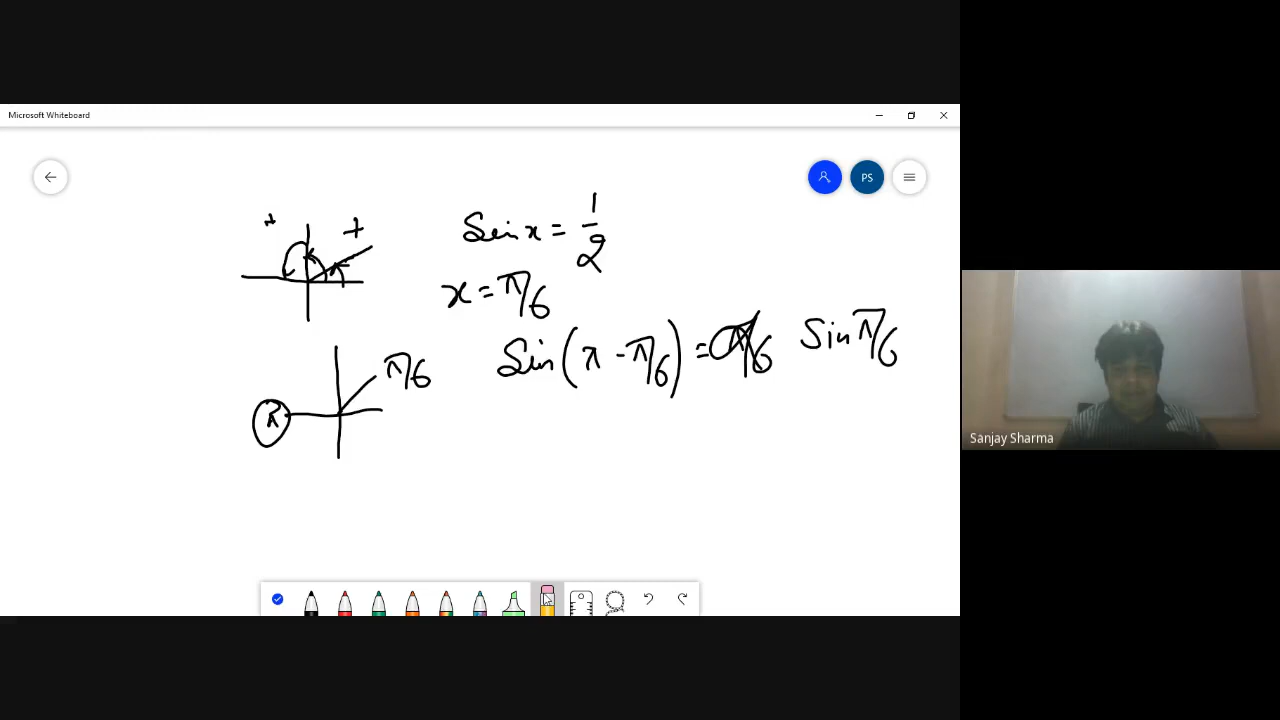 Microsoft Whiteboard
PS
+ +
Sin x = 1/2
x = π/6
Sin(π - π/6) = Sin π/6
π/6
π
Sanjay Sharma